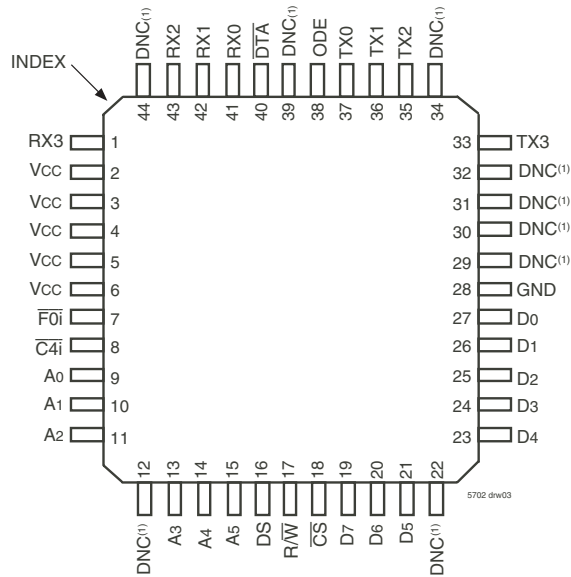 INDEX
DNC(1) RX2 RX1 RX0 D̅T̅A̅ DNC(1) ODE TX0 TX1 TX2 DNC(1)
44 43 42 41 40 39 38 37 36 35 34
RX3 1
VCC 2
VCC 3
VCC 4
VCC 5
VCC 6
F̅0̅i̅ 7
C̅4̅i̅ 8
A0 9
A1 10
A2 11
33 TX3
32 DNC(1)
31 DNC(1)
30 DNC(1)
29 DNC(1)
28 GND
27 D0
26 D1
25 D2
24 D3
23 D4
12 13 14 15 16 17 18 19 20 21 22
DNC(1) A3 A4 A5 DS R/W̅ C̅S̅ D7 D6 D5 DNC(1)
5702 drw03